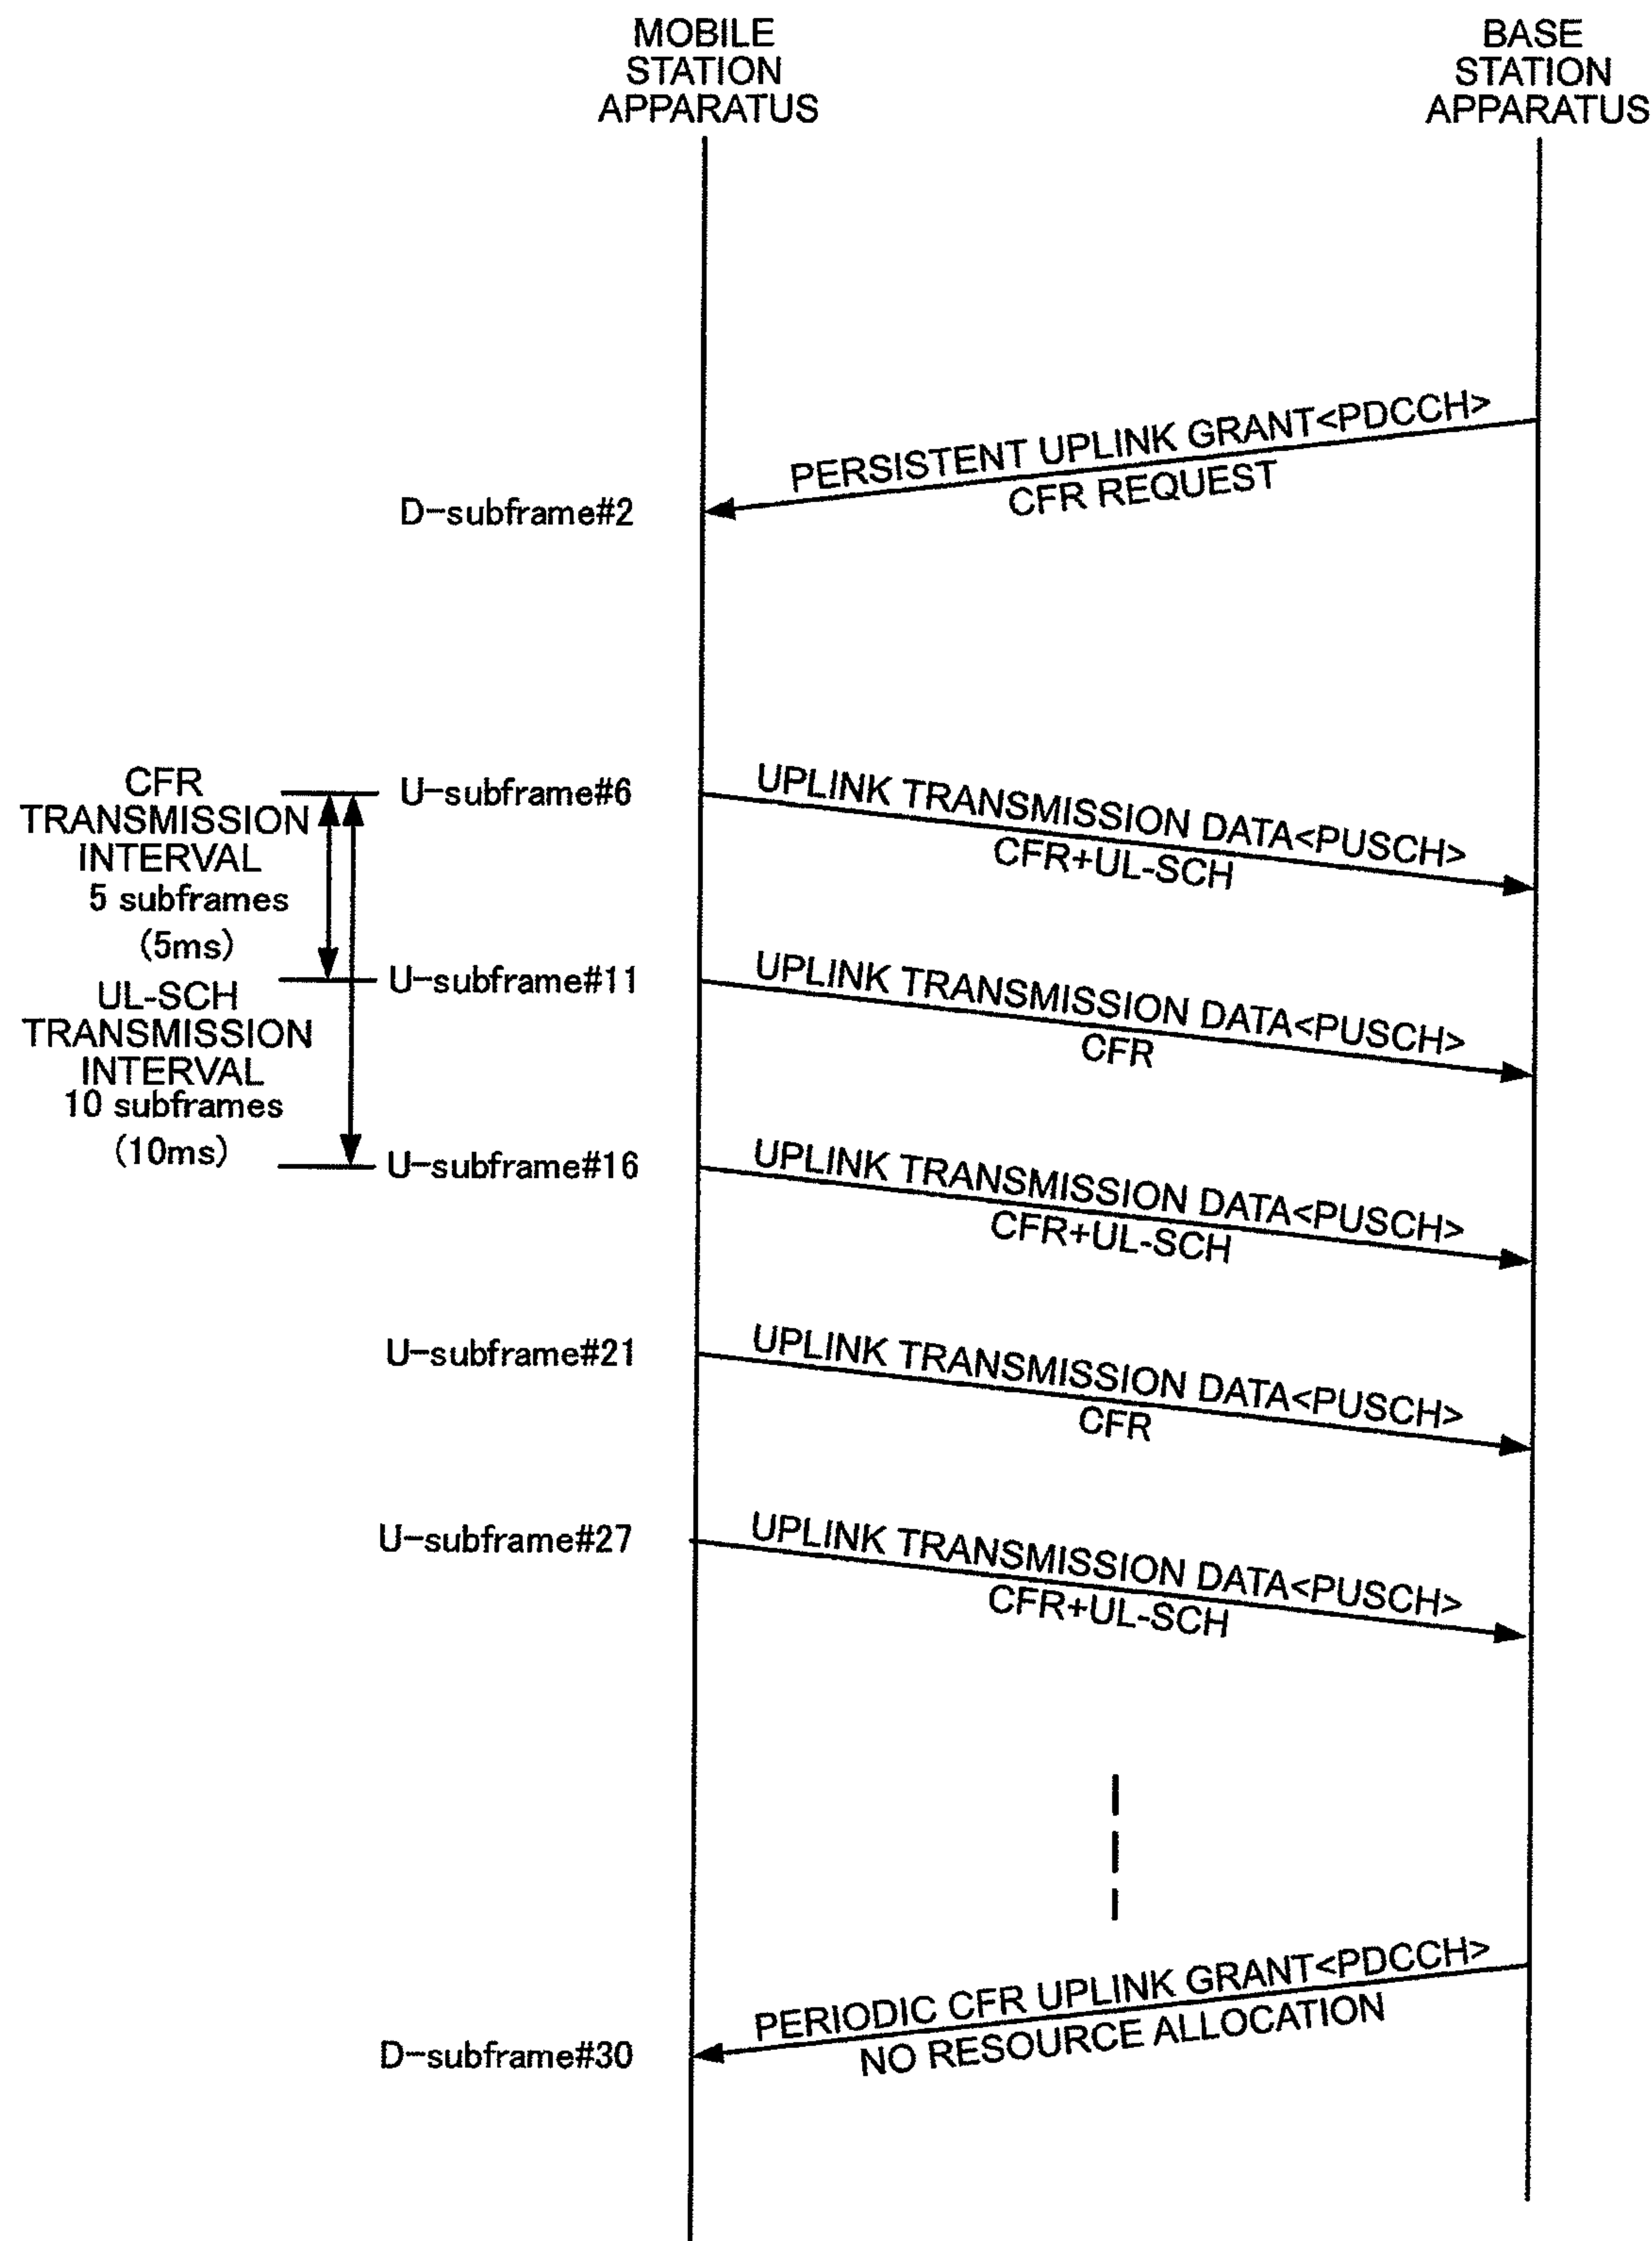 MOBILE
STATION
APPARATUS
BASE
STATION
APPARATUS
PERSISTENT UPLINK GRANT<PDCCH>
CFR REQUEST
D-subframe#2
CFR
TRANSMISSION
INTERVAL
5 subframes
(5ms)
U-subframe#6
UPLINK TRANSMISSION DATA<PUSCH>
CFR+UL-SCH
UL-SCH
TRANSMISSION
INTERVAL
10 subframes
(10ms)
U-subframe#11
UPLINK TRANSMISSION DATA<PUSCH>
CFR
U-subframe#16
UPLINK TRANSMISSION DATA<PUSCH>
CFR+UL-SCH
U-subframe#21
UPLINK TRANSMISSION DATA<PUSCH>
CFR
U-subframe#27
UPLINK TRANSMISSION DATA<PUSCH>
CFR+UL-SCH
PERIODIC CFR UPLINK GRANT<PDCCH>
NO RESOURCE ALLOCATION
D-subframe#30